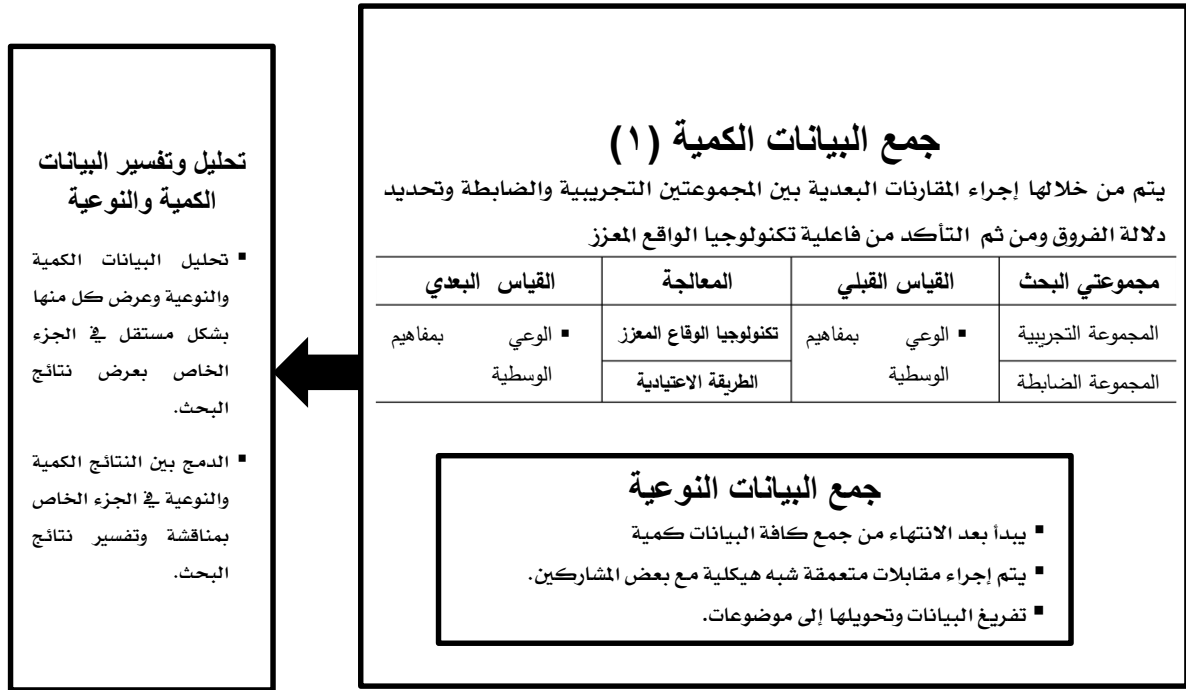 جمع البيانات الكمية (١)
يتم من خلالها إجراء المقارنات البعدية بين المجموعتين التجريبية والضابطة وتحديد
دلالة الفروق ومن ثم التأكد من فاعلية تكنولوجيا الواقع المعزز
مجموعتي البحث القياس القبلي المعالجة القياس البعدي
المجموعة التجريبية ▪ الوعي بمفاهيم تكنولوجيا الوقاع المعزز ▪ الوعي بمفاهيم
المجموعة الضابطة الوسطية الطريقة الاعتيادية الوسطية
جمع البيانات النوعية
▪ يبدأ بعد الانتهاء من جمع كافة البيانات كمية
▪ يتم إجراء مقابلات متعمقة شبه هيكلية مع بعض المشاركين.
▪ تفريغ البيانات وتحويلها إلى موضوعات.
تحليل وتفسير البيانات
الكمية والنوعية
▪ تحليل البيانات الكمية
والنوعية وعرض كل منها
بشكل مستقل في الجزء
الخاص بعرض نتائج
البحث.
▪ الدمج بين النتائج الكمية
والنوعية في الجزء الخاص
بمناقشة وتفسير نتائج
البحث.